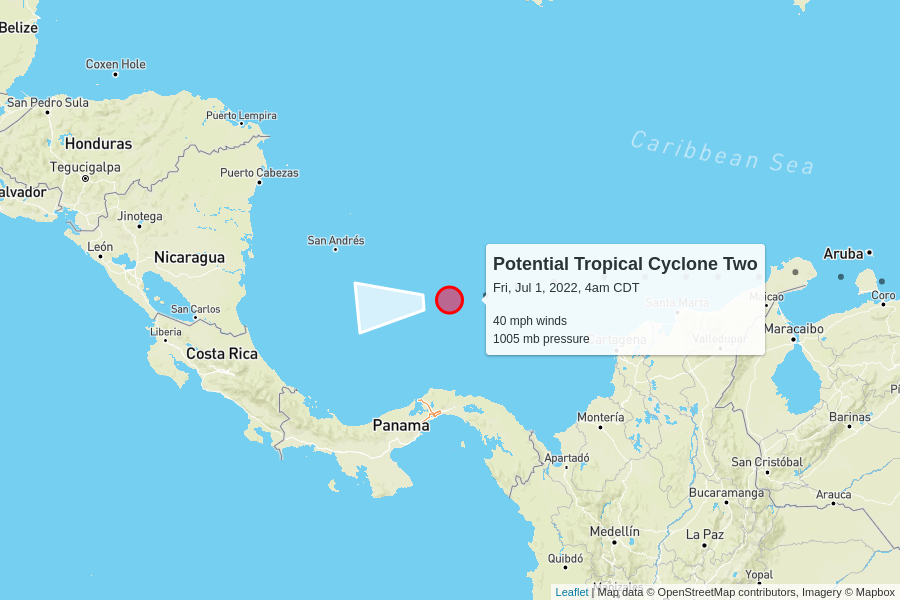 Belize
Coxen Hole
San Pedro Sula
Puerto Lempira
Honduras
Caribbean Sea
Tegucigalpa
Puerto Cabezas
alvador
Jinotega
San Andrés
León
Nicaragua
Aruba
Potential Tropical Cyclone Two
Fri, Jul 1, 2022, 4am CDT
40 mph winds
1005 mb pressure
Santa Marta
Maicao
Coro
San Carlos
Liberia
Maracaibo
Cartagena
Valledupar
Costa Rica
Panama
Montería
Barinas
Apartadó
San Cristóbal
Bucaramanga
Arauca
Medellín
La Paz
Quibdó
Yopal
Manizales
Leaflet | Map data © OpenStreetMap contributors, Imagery © Mapbox